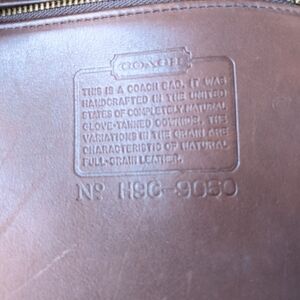 COACH
THIS IS A COACH BAG. IT WAS
HANDCRAFTED IN THE UNITED
STATES OF COMPLETELY NATURAL
GLOVE-TANNED COWHIDE. THE
VARIATIONS IN THE GRAIN ARE
CHARACTERISTIC OF NATURAL
FULL-GRAIN LEATHER.
Nº H9C-9050